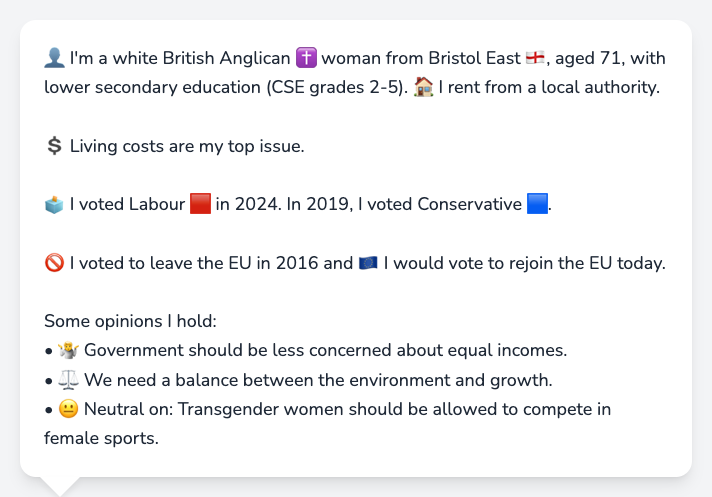 👤 I'm a white British Anglican ✝️ woman from Bristol East 🏴󠁧󠁢󠁥󠁮󠁧󠁿, aged 71, with
lower secondary education (CSE grades 2-5). 🏠 I rent from a local authority.
💲 Living costs are my top issue.
🗳️ I voted Labour 🟥 in 2024. In 2019, I voted Conservative 🟦.
🚫 I voted to leave the EU in 2016 and 🇪🇺 I would vote to rejoin the EU today.
Some opinions I hold:
• 🤷 Government should be less concerned about equal incomes.
• ⚖️ We need a balance between the environment and growth.
• 😐 Neutral on: Transgender women should be allowed to compete in
female sports.